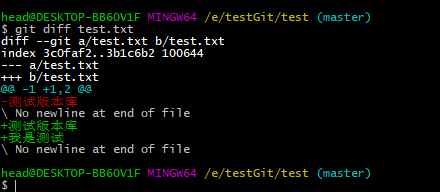 head@DESKTOP-BB6OV1F MINGW64 /e/testGit/test (master)
$ git diff test.txt
diff --git a/test.txt b/test.txt
index 3c0faf2..3b1c6b2 100644
--- a/test.txt
+++ b/test.txt
@@ -1 +1,2 @@
-测试版本库
\ No newline at end of file
+测试版本库
+我是测试
\ No newline at end of file
head@DESKTOP-BB6OV1F MINGW64 /e/testGit/test (master)
$